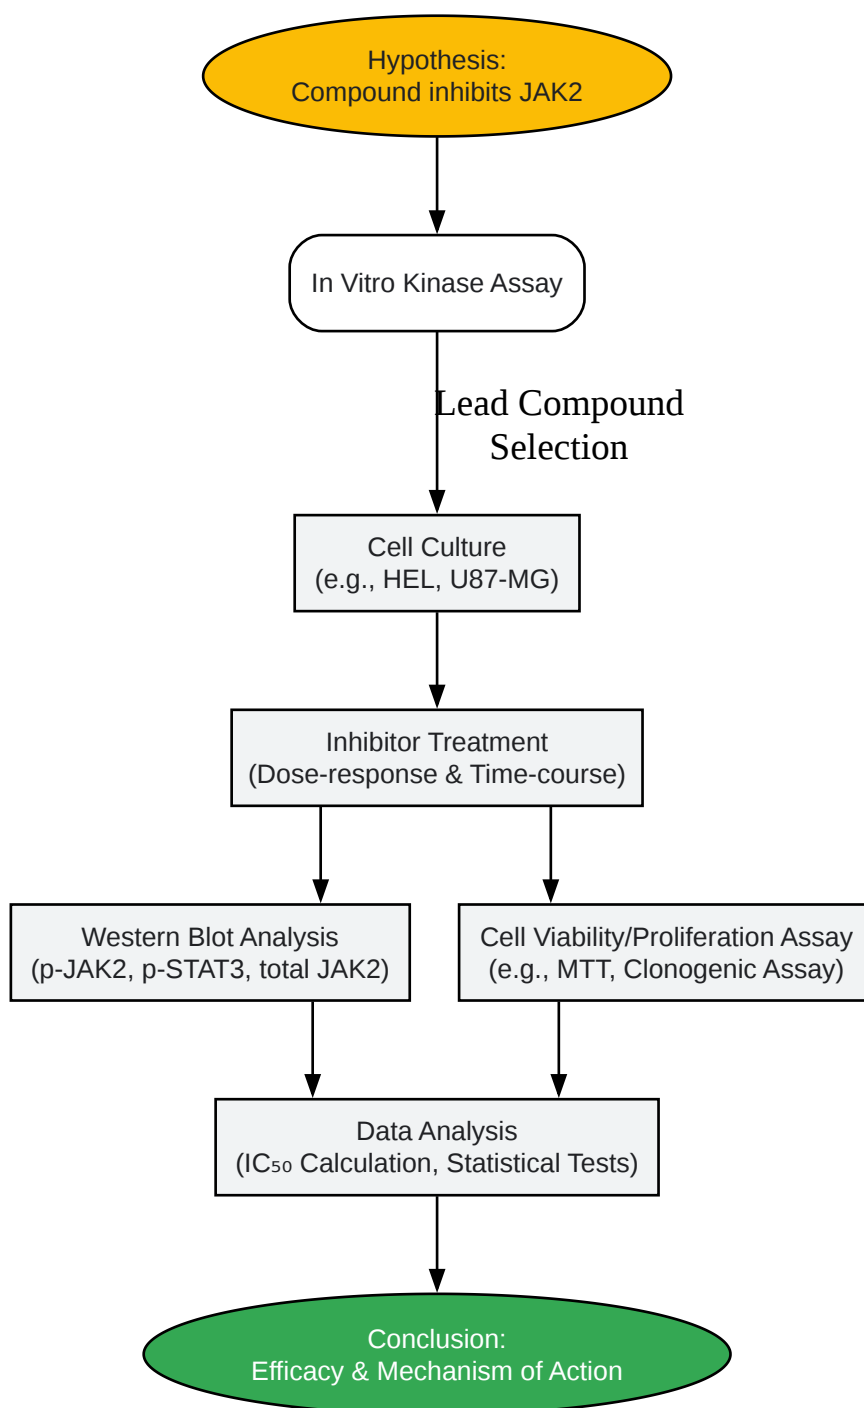 Hypothesis:
Compound inhibits JAK2
In Vitro Kinase Assay
Lead Compound
Selection
Cell Culture
(e.g., HEL, U87-MG)
Inhibitor Treatment
(Dose-response & Time-course)
Western Blot Analysis
(p-JAK2, p-STAT3, total JAK2)
Cell Viability/Proliferation Assay
(e.g., MTT, Clonogenic Assay)
Data Analysis
(IC₅₀ Calculation, Statistical Tests)
Conclusion:
Efficacy & Mechanism of Action